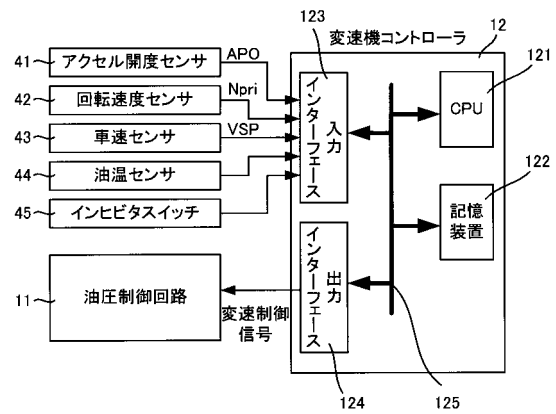 変速機コントローラ
12
123
121
41
アクセル開度センサ
APO
42
回転速度センサ
Npri
43
車速センサ
VSP
44
油温センサ
45
インヒビタスイッチ
入力
インターフェース
CPU
122
記憶
装置
11
油圧制御回路
変速制御
信号
出力
インターフェース
124
125